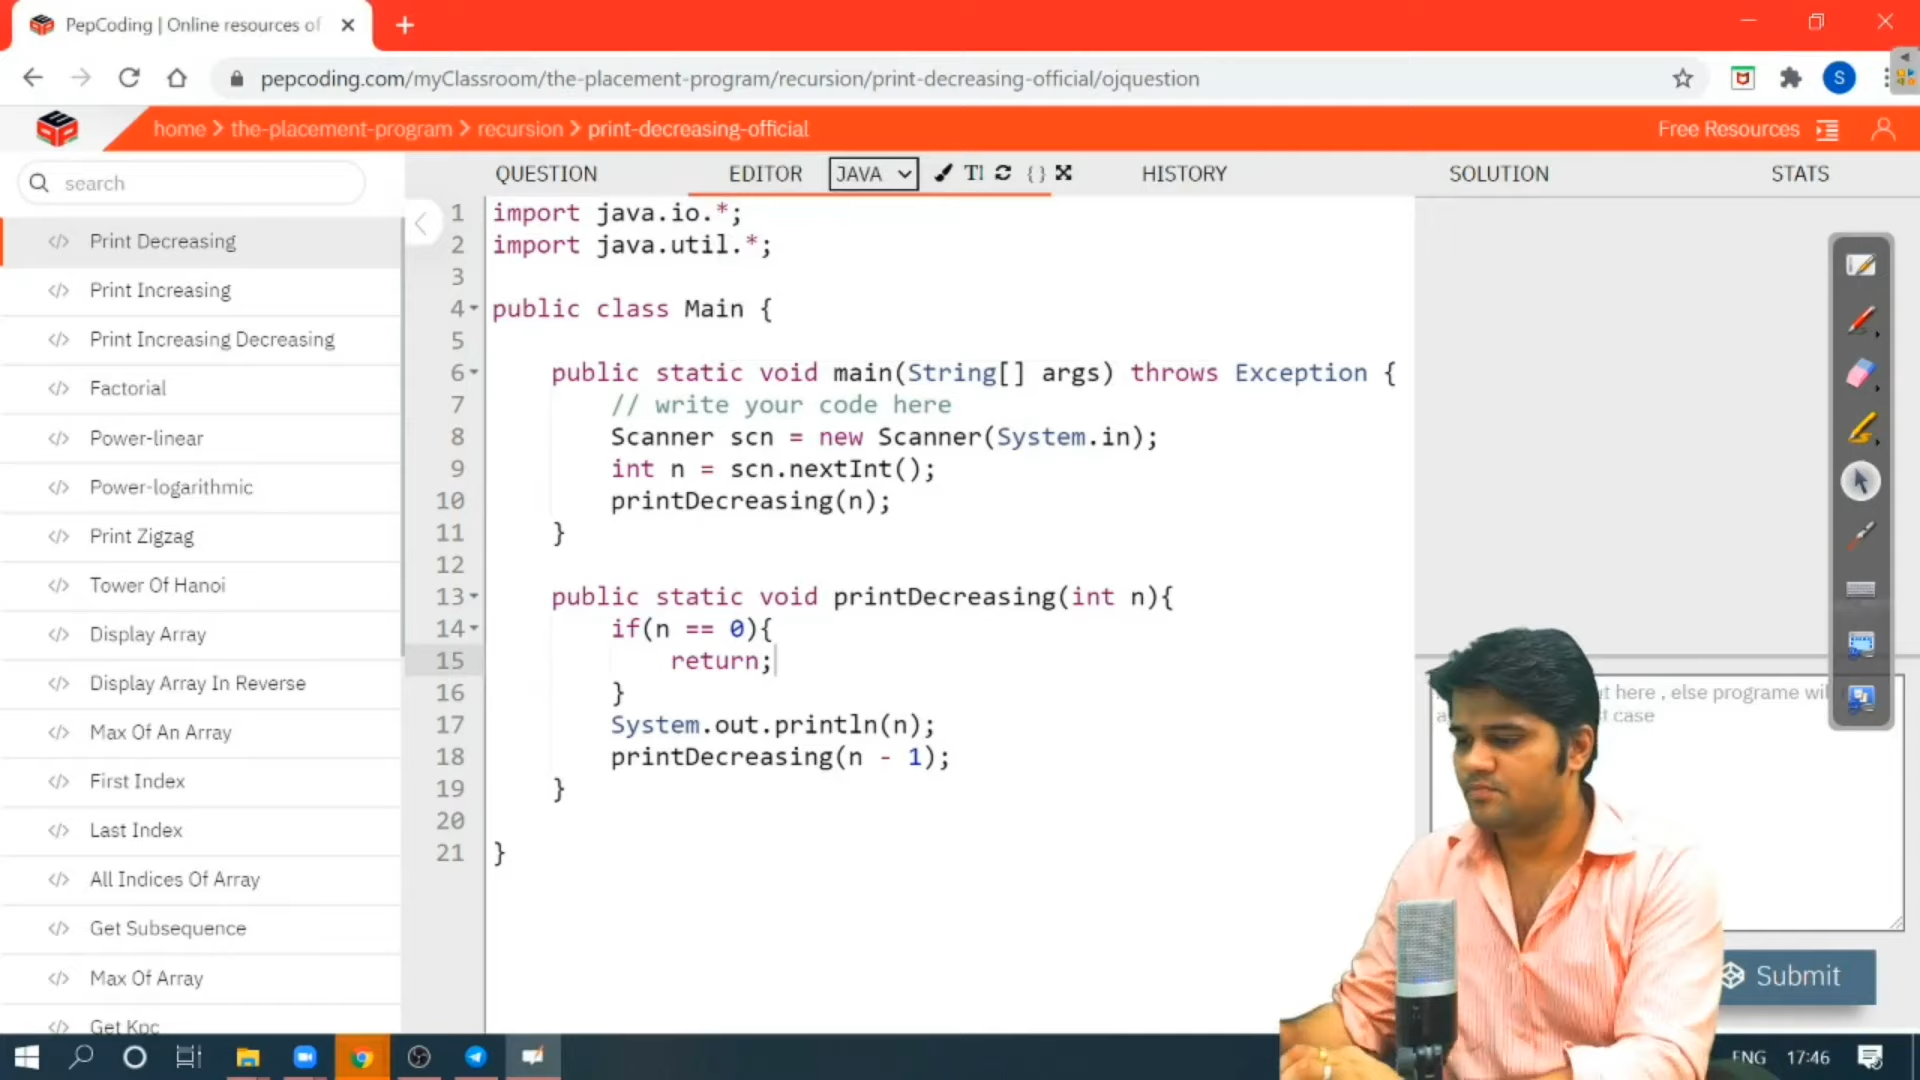 PepCoding | Online resources of
pepcoding.com/myClassroom/the-placement-program/recursion/print-decreasing-official/ojquestion
S
home > the-placement-program > recursion > print-decreasing-official
Free Resources
search
QUESTION
EDITOR
JAVA
TI
{ }
HISTORY
SOLUTION
STATS
Print Decreasing
Print Increasing
Print Increasing Decreasing
Factorial
Power-linear
Power-logarithmic
Print Zigzag
Tower Of Hanoi
Display Array
Display Array In Reverse
Max Of An Array
First Index
Last Index
All Indices Of Array
Get Subsequence
Max Of Array
Get Kpc
1 import java.io.*;
2 import java.util.*;
3
4 public class Main {
5
6 public static void main(String[] args) throws Exception {
7 // write your code here
8 Scanner scn = new Scanner(System.in);
9 int n = scn.nextInt();
10 printDecreasing(n);
11 }
12
13 public static void printDecreasing(int n){
14 if(n == 0){
15 return;
16 }
17 System.out.println(n);
18 printDecreasing(n - 1);
19 }
20
21 }
here , else programe wil
case
Submit
ENG 17:46